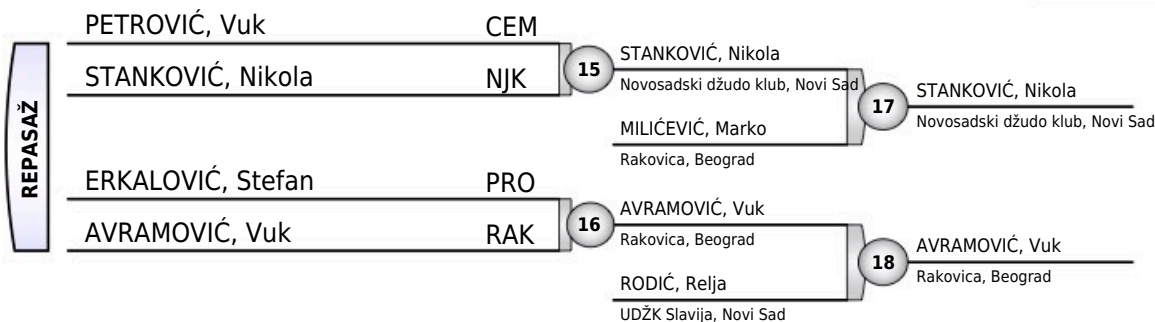 REPASAŽ
PETROVIĆ, Vuk CEM
STANKOVIĆ, Nikola NJK
15
STANKOVIĆ, Nikola
Novosadski džudo klub, Novi Sad
MILIĆEVIĆ, Marko
Rakovica, Beograd
17
STANKOVIĆ, Nikola
Novosadski džudo klub, Novi Sad
ERKALOVIĆ, Stefan PRO
AVRAMOVIĆ, Vuk RAK
16
AVRAMOVIĆ, Vuk
Rakovica, Beograd
RODIĆ, Relja
UDŽK Slavija, Novi Sad
18
AVRAMOVIĆ, Vuk
Rakovica, Beograd